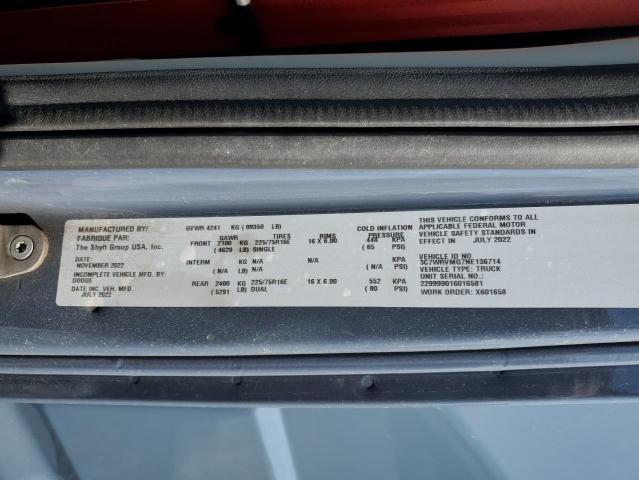 MANUFACTURED BY/
FABRIQUE PAR:
The Shyft Group USA, Inc.
DATE:
NOVEMBER 2022
INCOMPLETE VEHICLE MFD. BY:
DODGE
DATE INC. VEH. MFD.
JULY 2022
GVWR 4241 KG ( 09350 LB)
GAWR TIRES RIMS COLD INFLATION PRESSURE
FRONT 2100 KG 225/75R16E 16 X 6.00 448 KPA
( 4629 LB) SINGLE ( 65 PSI)
INTERM KG N/A N/A KPA
( N/A LB) ( N/A PSI)
REAR 2400 KG 225/75R16E 16 X 6.00 552 KPA
( 5291 LB) DUAL ( 80 PSI)
THIS VEHICLE CONFORMS TO ALL
APPLICABLE FEDERAL MOTOR
VEHICLE SAFETY STANDARDS IN
EFFECT IN JULY 2022
VEHICLE ID
3C7WRVMG7NE136714
VEHICLE TYPE: TRUCK
VEHICLE UNIT SERIAL NO.:
229999016016581
WORK ORDER: X601658